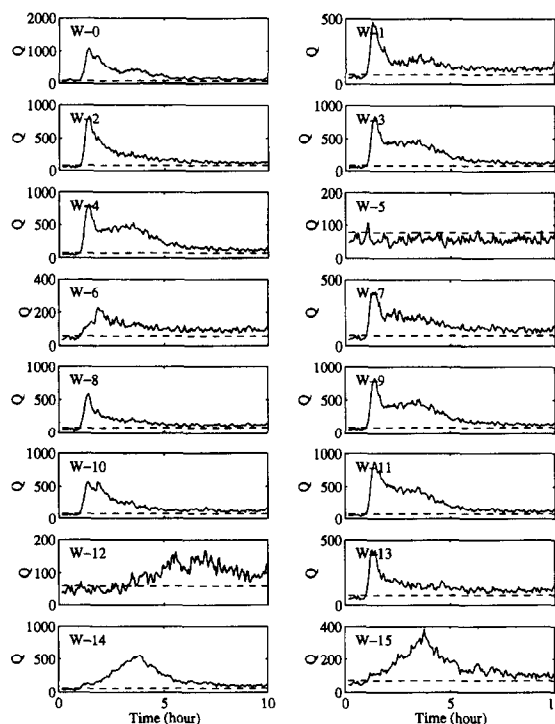 2000
1000
0
Q
W-0
500
0
Q
W-1
1000
500
0
Q
W-2
1000
500
0
Q
W-3
1000
500
0
Q
W-4
200
100
0
Q
W-5
400
200
0
Q
W-6
500
0
Q
W-7
1000
500
0
Q
W-8
1000
500
0
Q
W-9
1000
500
0
Q
W-10
1000
500
0
Q
W-11
200
100
0
Q
W-12
500
0
Q
W-13
1000
500
0
Q
W-14
0 5 10
Time (hour)
400
200
0
Q
W-15
0 5
Time (hour)